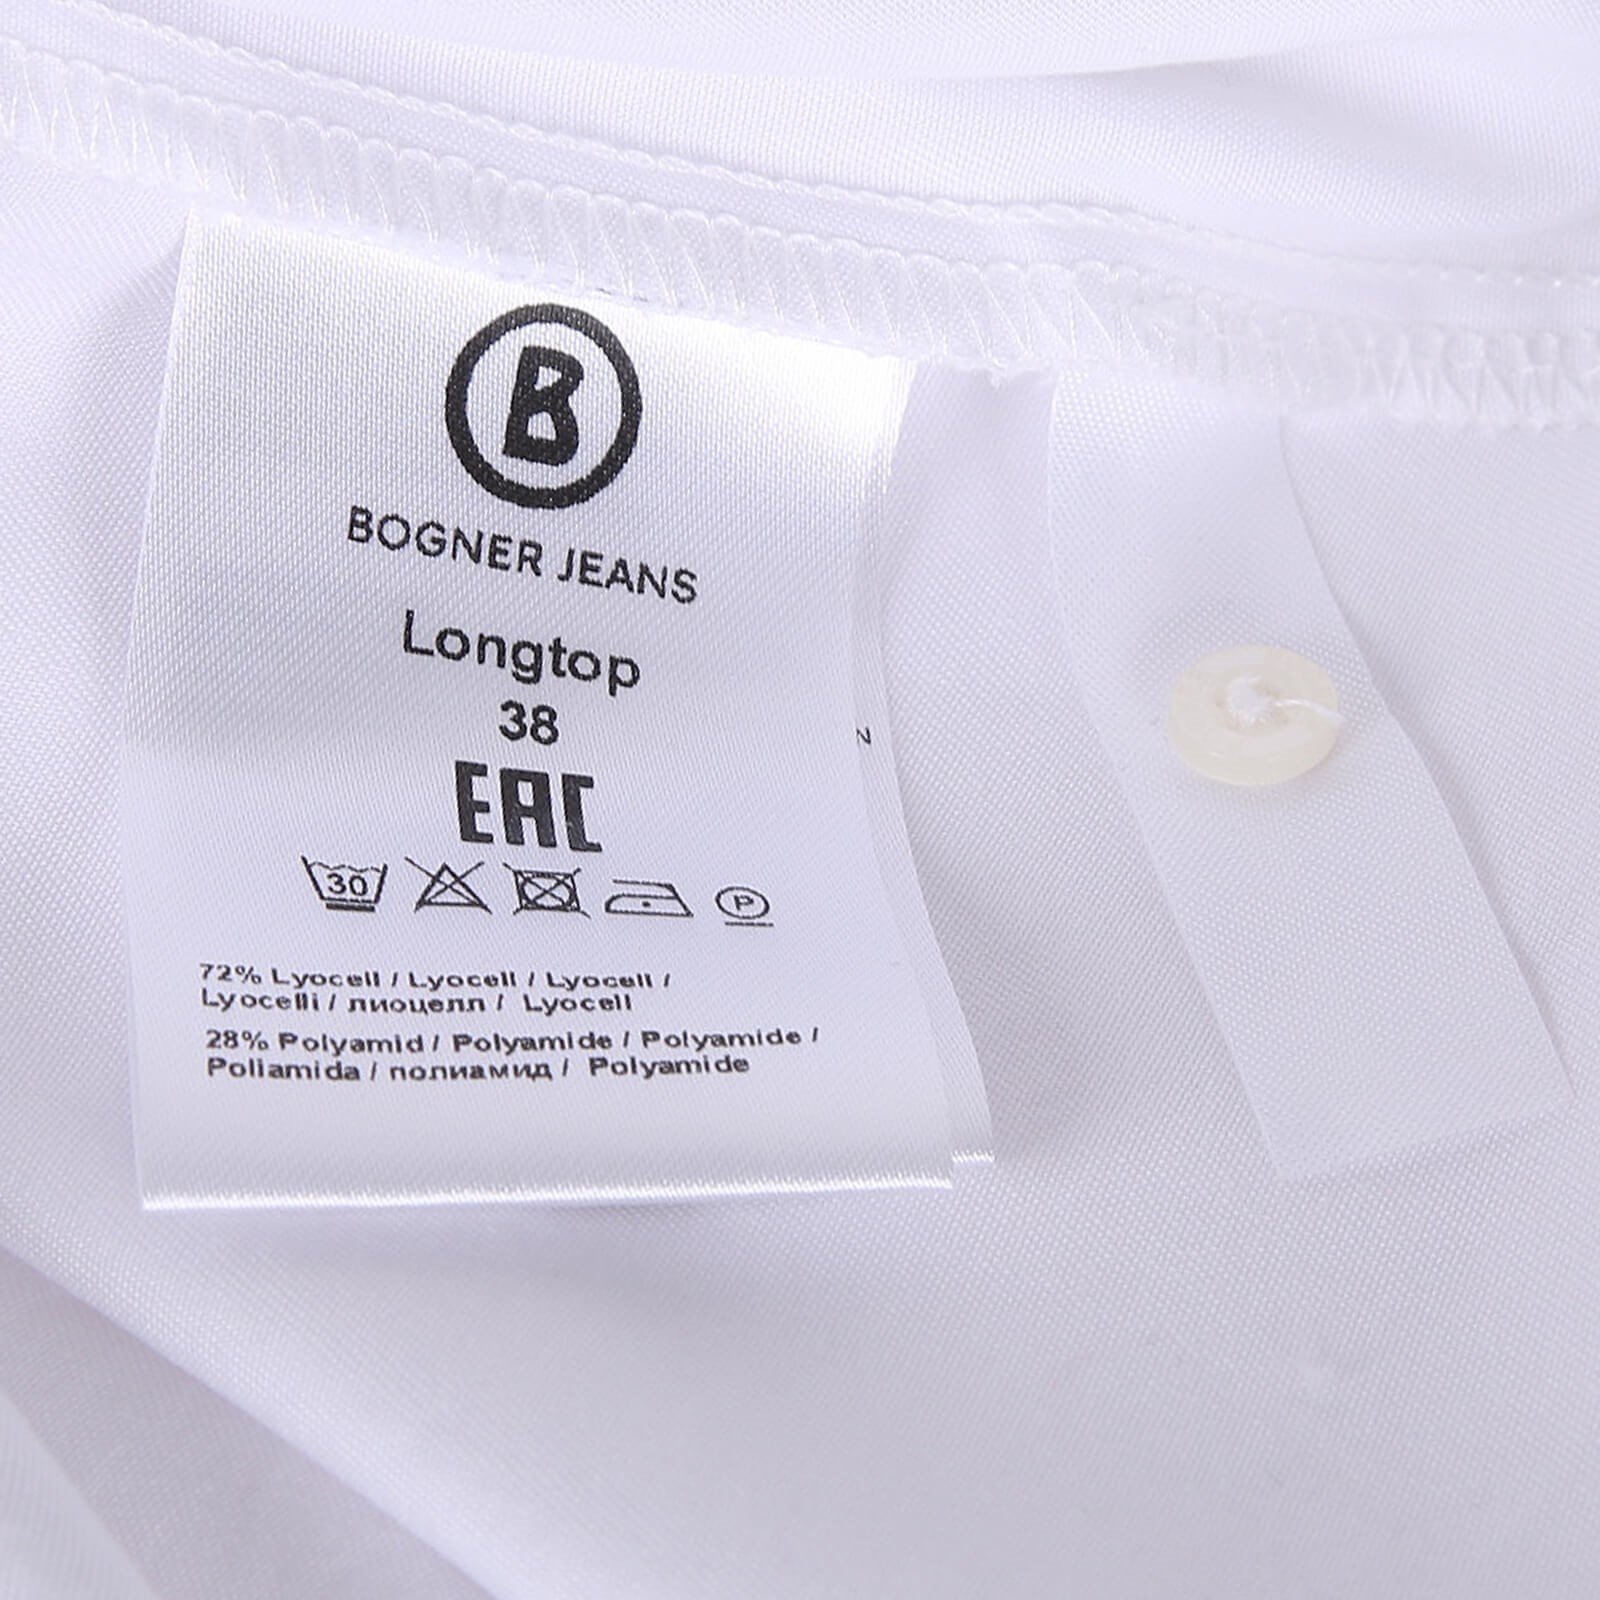 B
BOGNER JEANS
Longtop
38
EAC
30
P
72% Lyocell / Lyocell / Lyocell /
Lyocelli / лиоцелл / Lyocell
28% Polyamid / Polyamide / Polyamide /
Poliamida / полиамид / Polyamide